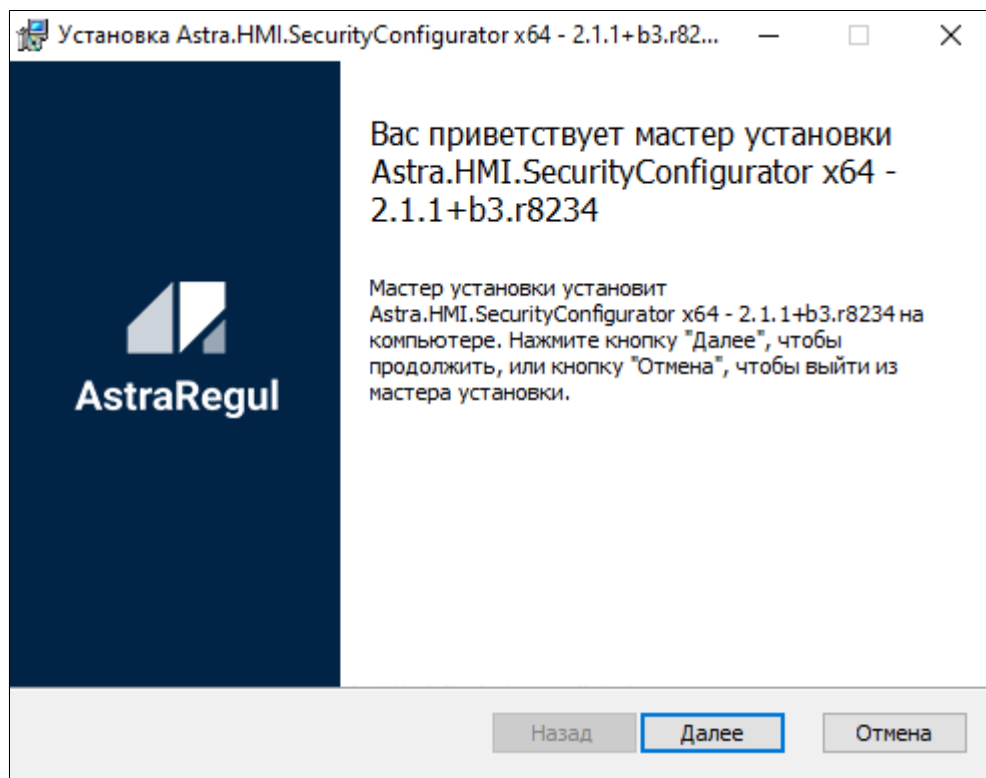 Установка Astra.HMI.SecurityConfigurator x64 - 2.1.1+b3.r82...
Вас приветствует мастер установки
Astra.HMI.SecurityConfigurator x64 -
2.1.1+b3.r8234
Мастер установки установит
Astra.HMI.SecurityConfigurator x64 - 2.1.1+b3.r8234 на
компьютере. Нажмите кнопку "Далее", чтобы
продолжить, или кнопку "Отмена", чтобы выйти из
мастера установки.
AstraRegul
Назад Далее Отмена